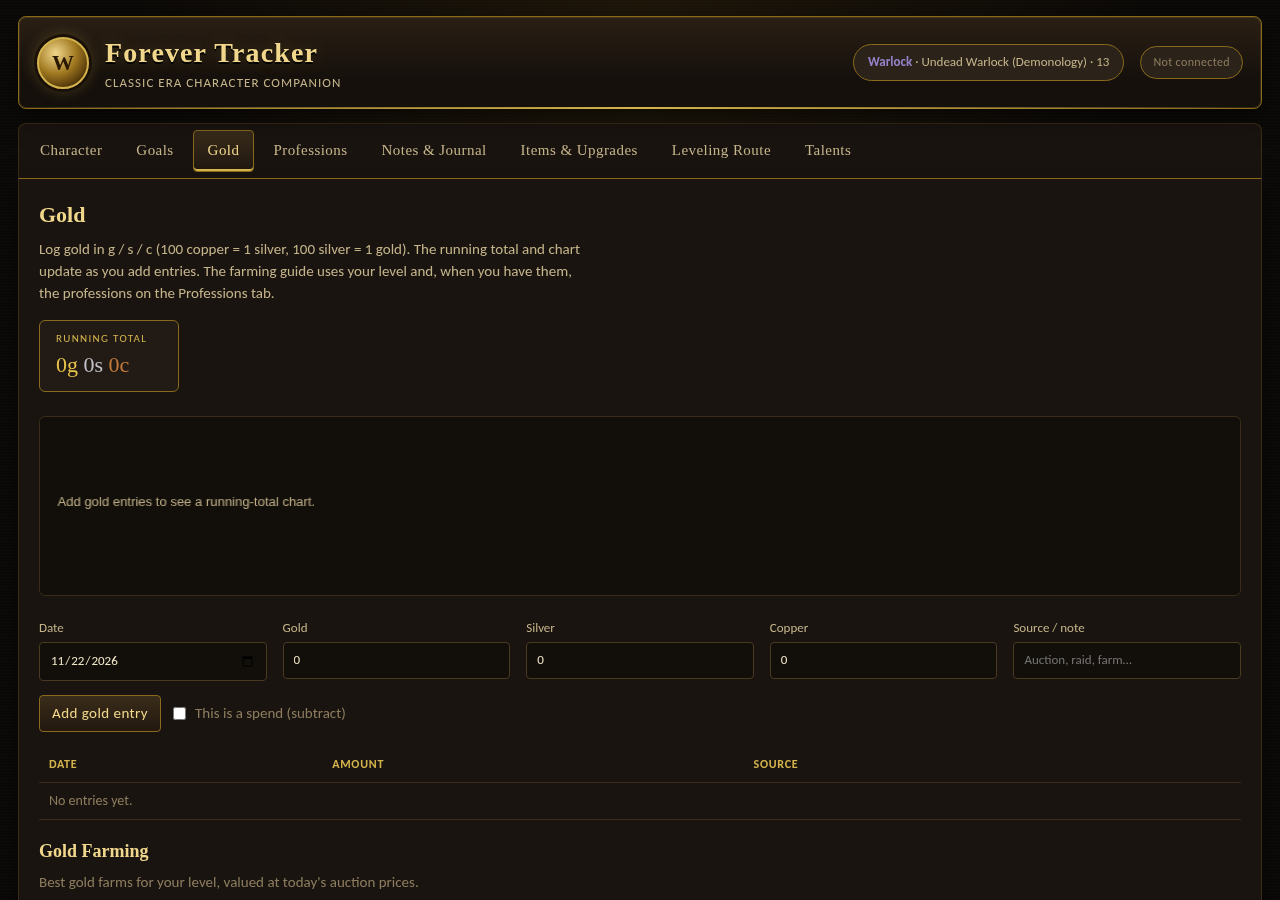 W
Forever Tracker
CLASSIC ERA CHARACTER COMPANION
Warlock · Undead Warlock (Demonology) · 13
Not connected
Character
Goals
Gold
Professions
Notes & Journal
Items & Upgrades
Leveling Route
Talents
Gold
Log gold in g / s / c (100 copper = 1 silver, 100 silver = 1 gold). The running total and chart
update as you add entries. The farming guide uses your level and, when you have them,
the professions on the Professions tab.
RUNNING TOTAL
0g 0s 0c
Add gold entries to see a running-total chart.
Date
Gold
Silver
Copper
Source / note
11/22/2026
0
0
0
Auction, raid, farm...
Add gold entry
This is a spend (subtract)
DATE
AMOUNT
SOURCE
No entries yet.
Gold Farming
Best gold farms for your level, valued at today's auction prices.